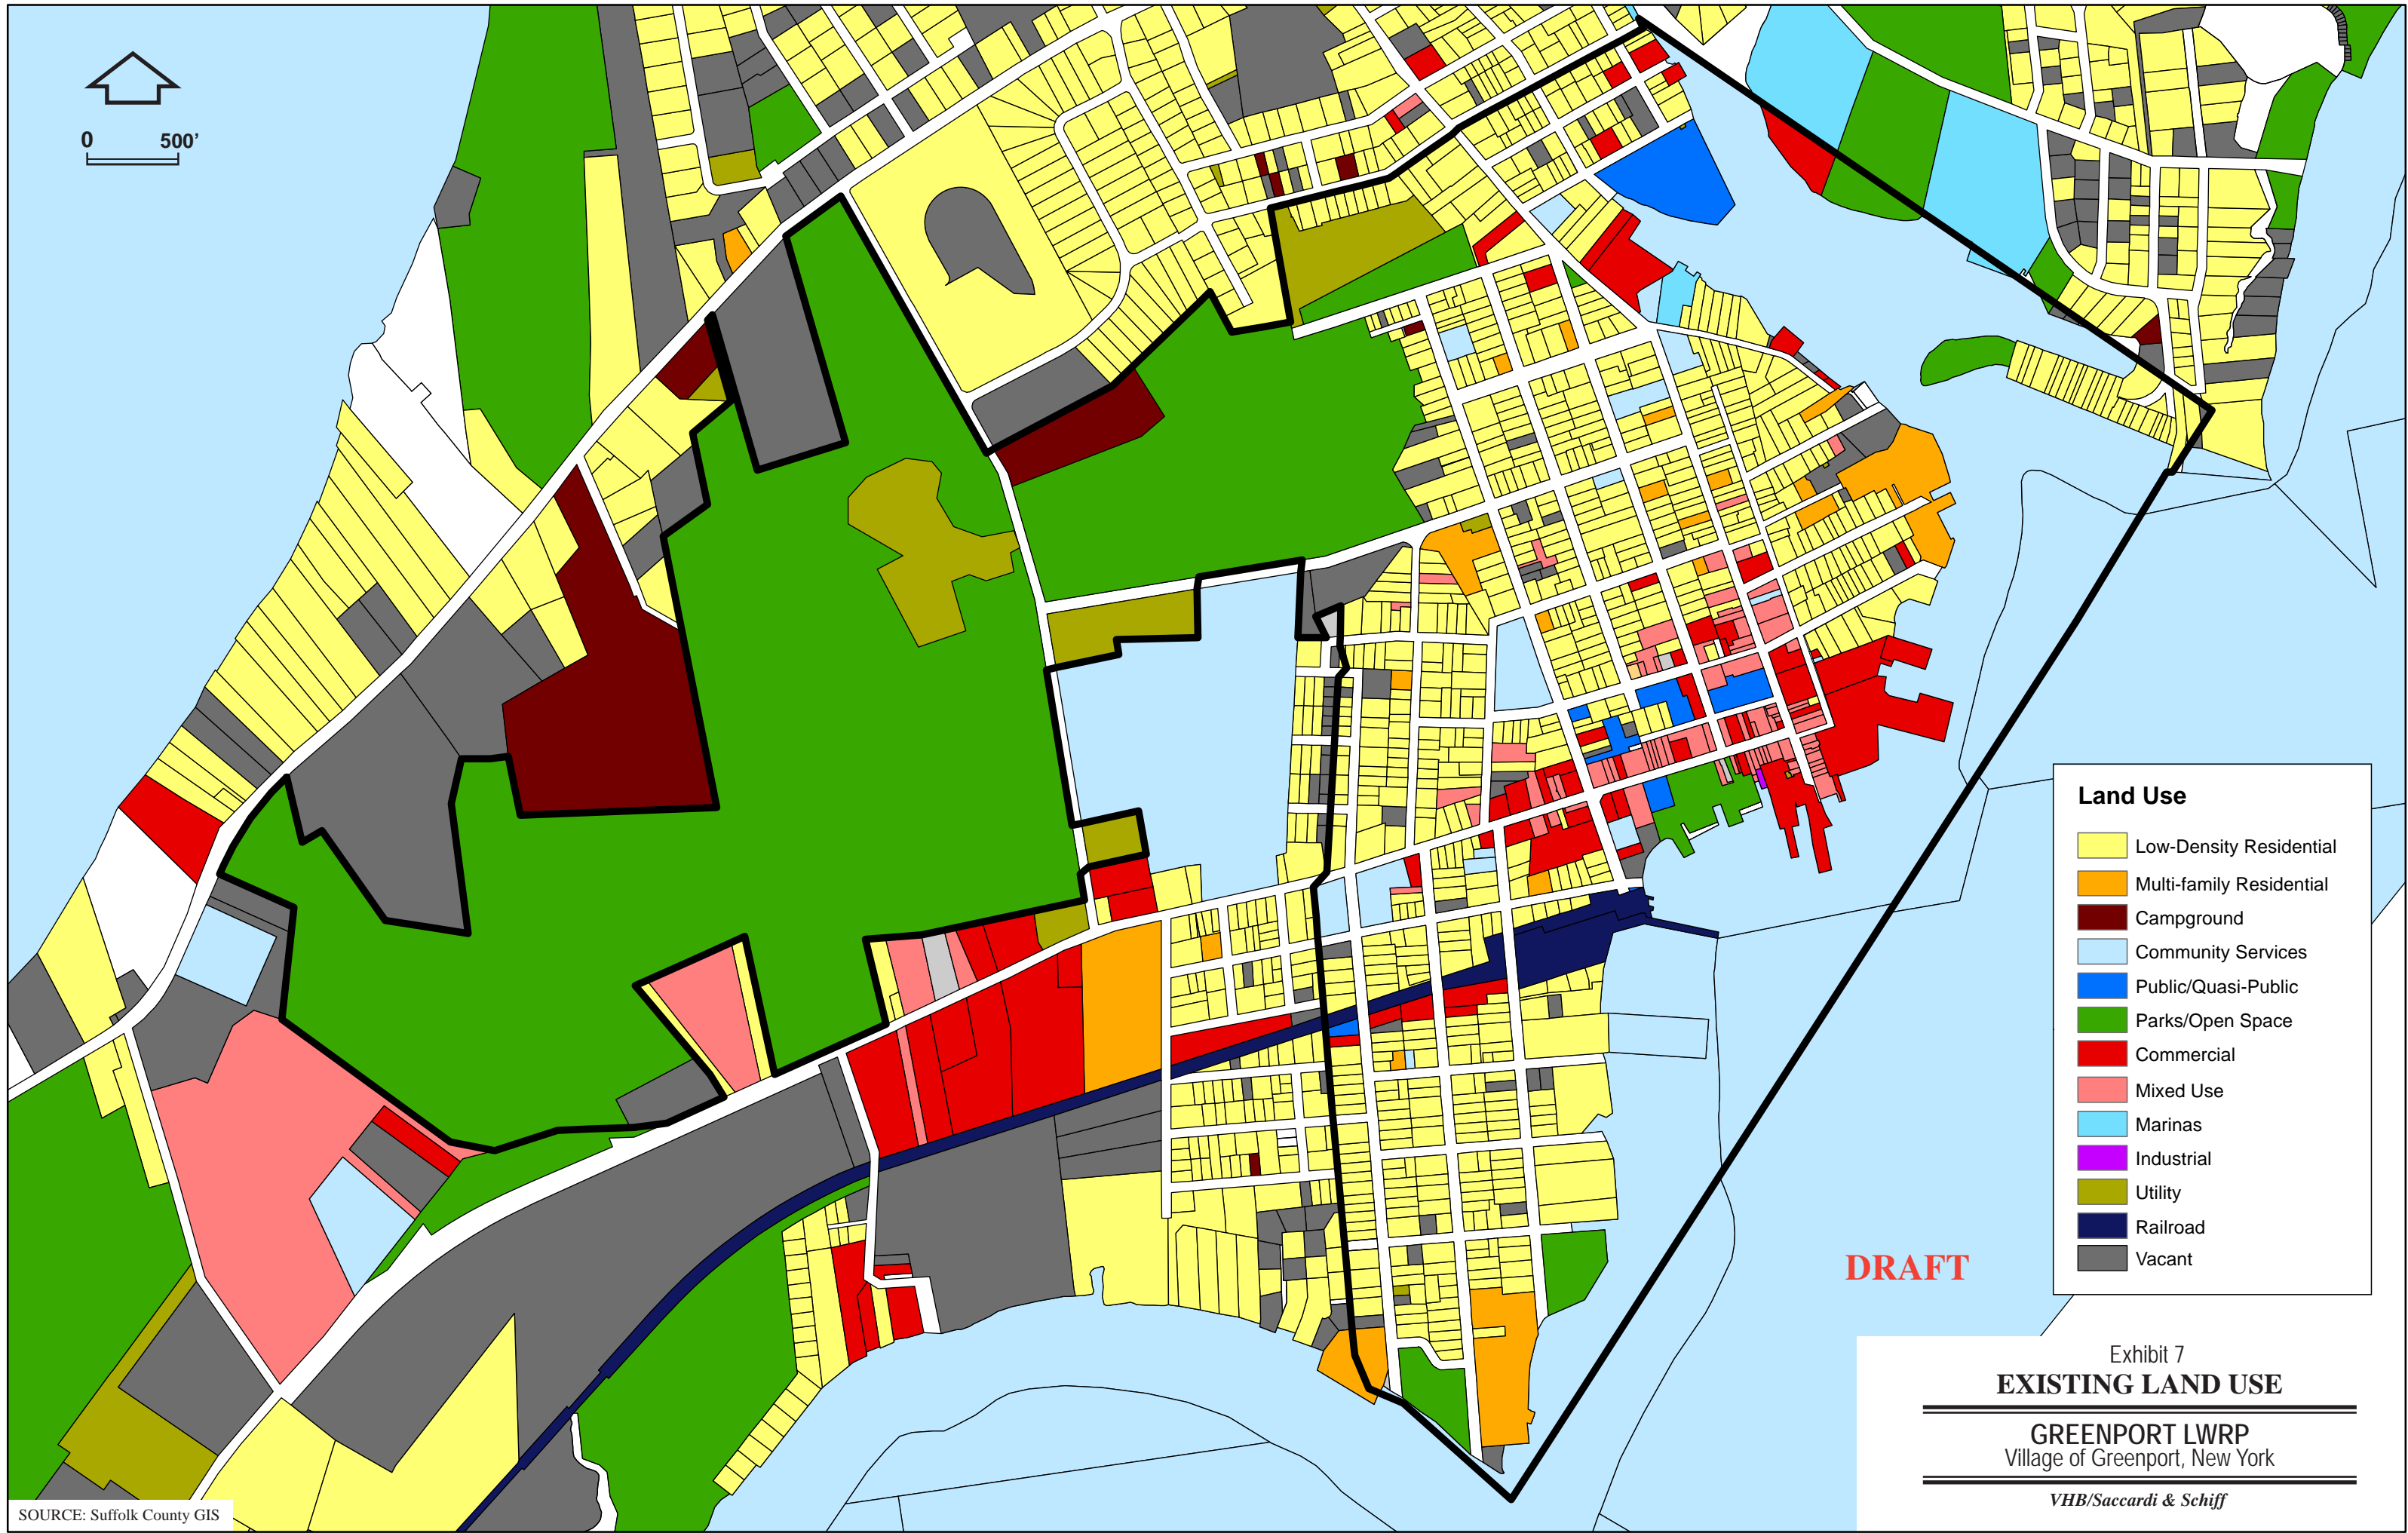 0 500’
Land Use
Low-Density Residential
Multi-family Residential
Campground
Community Services
Public/Quasi-Public
Parks/Open Space
Commercial
Mixed Use
Marinas
Industrial
Utility
Railroad
Vacant
DRAFT
Exhibit 7
EXISTING LAND USE
GREENPORT LWRP
Village of Greenport, New York
VHB/Saccardi & Schiff
SOURCE: Suffolk County GIS